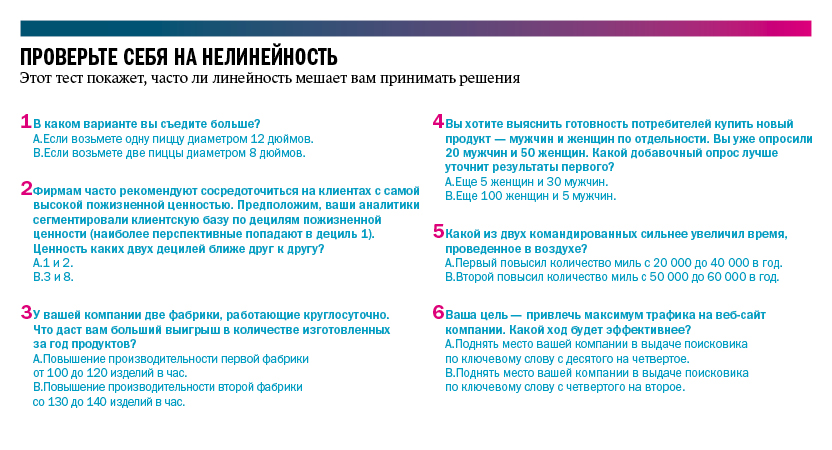 ПРОВЕРЬТЕ СЕБЯ НА НЕЛИНЕЙНОСТЬ
Этот тест покажет, часто ли линейность мешает вам принимать решения
1 В каком варианте вы съедите больше?
А.Если возьмете одну пиццу диаметром 12 дюймов.
В.Если возьмете две пиццы диаметром 8 дюймов.
2 Фирмам часто рекомендуют сосредоточиться на клиентах с самой
высокой пожизненной ценностью. Предположим, ваши аналитики
сегментировали клиентскую базу по децилям пожизненной
ценности (наиболее перспективные попадают в дециль 1).
Ценность каких двух децилей ближе друг к другу?
А.1 и 2.
В.3 и 8.
3 У вашей компании две фабрики, работающие круглосуточно.
Что даст вам больший выигрыш в количестве изготовленных
за год продуктов?
А.Повышение производительности первой фабрики
от 100 до 120 изделий в час.
В.Повышение производительности второй фабрики
со 130 до 140 изделий в час.
4 Вы хотите выяснить готовность потребителей купить новый
продукт — мужчин и женщин по отдельности. Вы уже опросили
20 мужчин и 50 женщин. Какой добавочный опрос лучше
уточнит результаты первого?
А.Еще 5 женщин и 30 мужчин.
В.Еще 100 женщин и 5 мужчин.
5 Какой из двух командированных сильнее увеличил время,
проведенное в воздухе?
А.Первый повысил количество миль с 20 000 до 40 000 в год.
В.Второй повысил количество миль с 50 000 до 60 000 в год.
6 Ваша цель — привлечь максимум трафика на веб-сайт
компании. Какой ход будет эффективнее?
А.Поднять место вашей компании в выдаче поисковика
по ключевому слову с десятого на четвертое.
В.Поднять место вашей компании в выдаче поисковика
по ключевому слову с четвертого на второе.